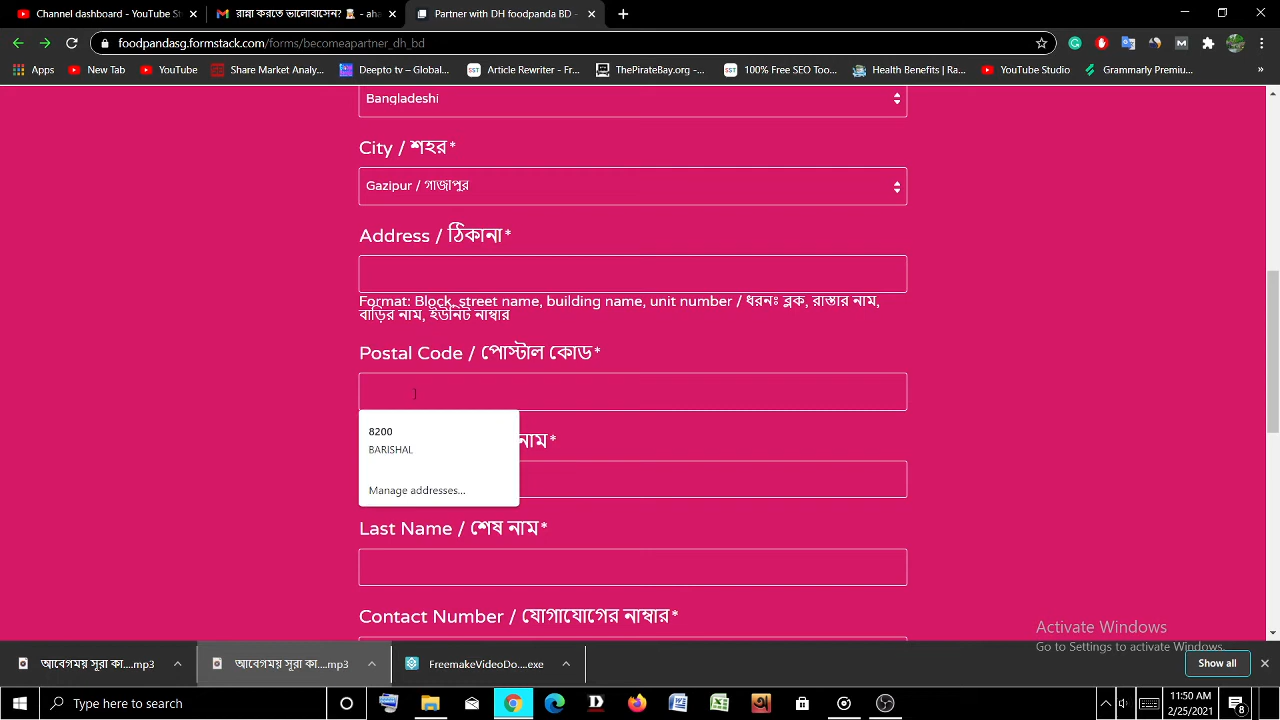 Channel dashboard - YouTube St
রান্না করতে ভালোবাসেন? - aha
Partner with DH foodpanda BD -
foodpandasg.formstack.com/forms/becomeapartner_dh_bd
Apps
New Tab
YouTube
Share Market Analy...
Deepto tv – Global...
Article Rewriter - Fr...
ThePirateBay.org -...
100% Free SEO Too...
Health Benefits | Ra...
YouTube Studio
Grammarly Premiu...
Bangladeshi
City / শহর*
Gazipur / গাজীপুর
Address / ঠিকানা*
Format: Block, street name, building name, unit number / ধরনঃ ব্লক, রাস্তার নাম,
বাড়ির নাম, ইউনিট নাম্বার
Postal Code / পোস্টাল কোড*
8200
BARISHAL
Manage addresses...
নাম*
Last Name / শেষ নাম*
Contact Number / যোগাযোগের নাম্বার*
Activate Windows
Go to Settings to activate Windows.
আবেগময় সূরা কা....mp3
আবেগময় সূরা কা....mp3
FreemakeVideoDo....exe
Show all
Type here to search
11:50 AM
2/25/2021
8